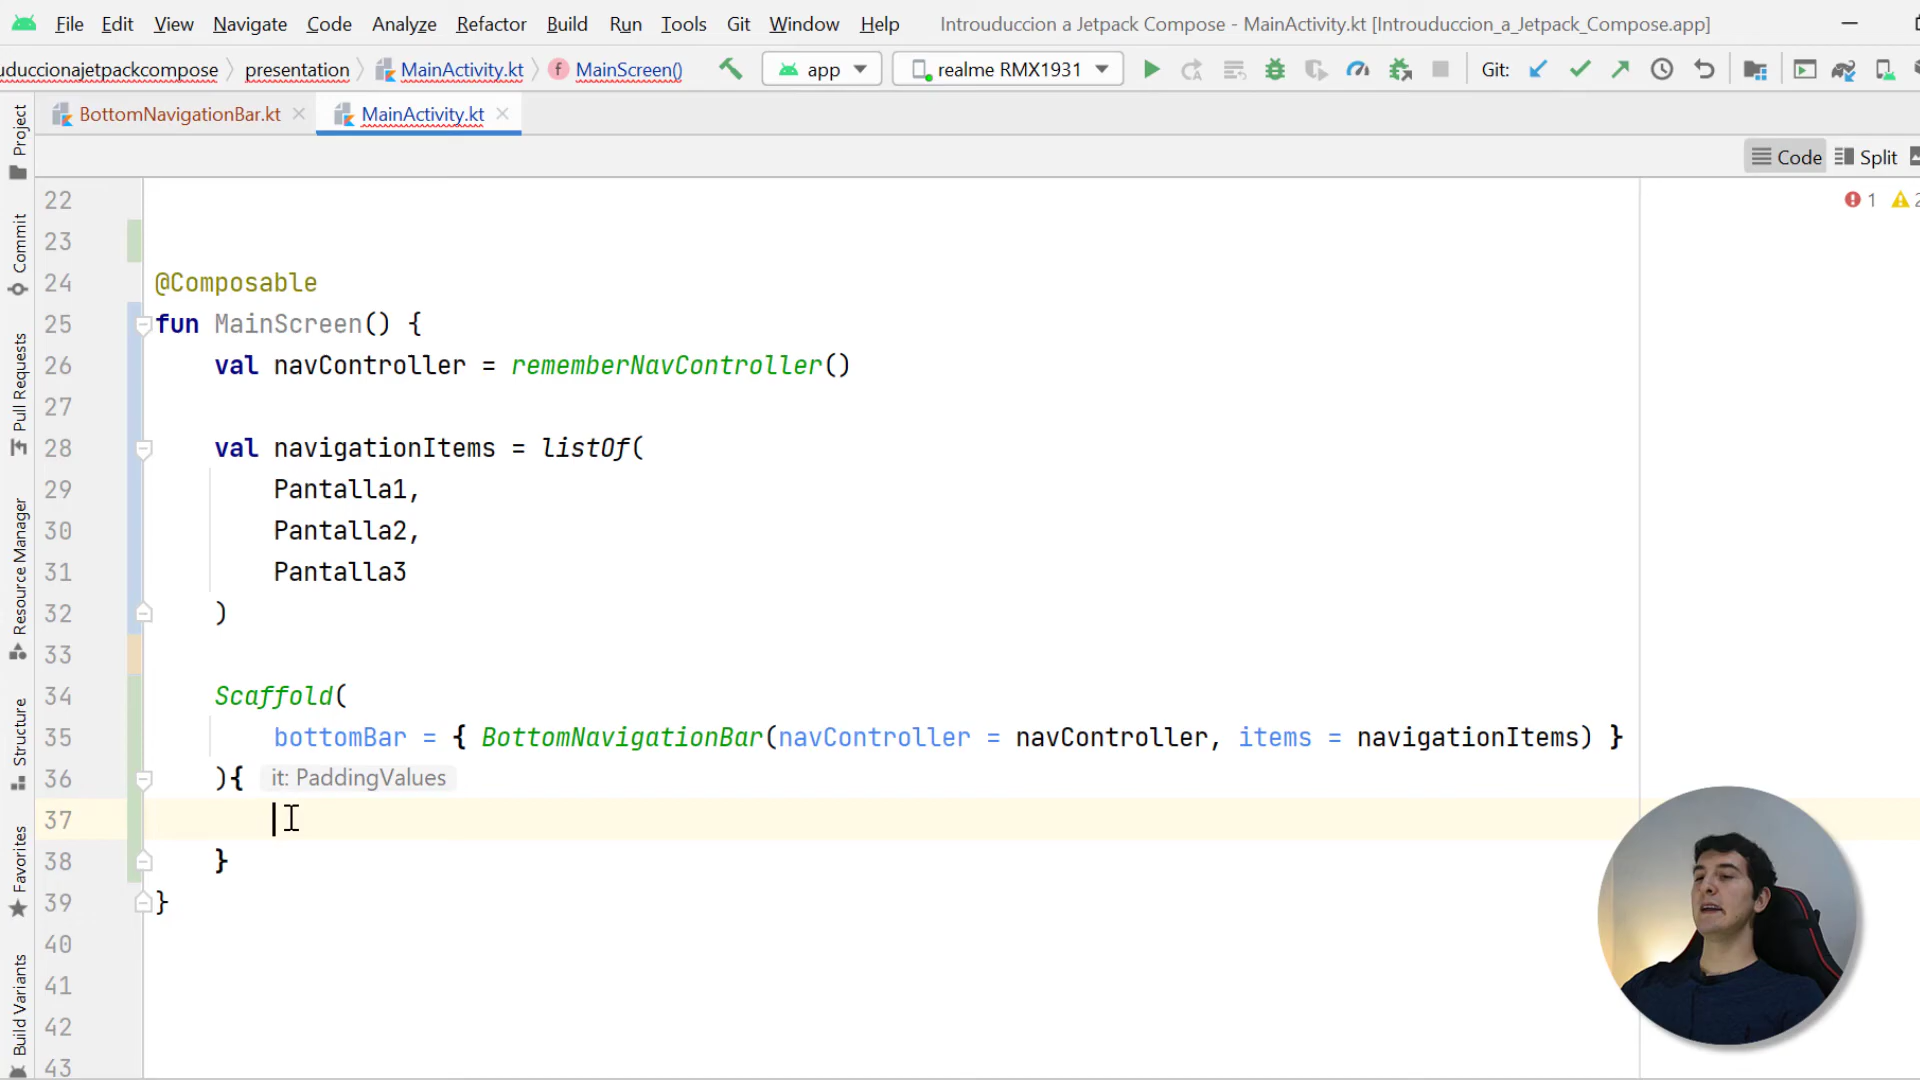 File Edit View Navigate Code Analyze Refactor Build Run Tools Git Window Help Introuduccion a Jetpack Compose - MainActivity.kt [Introuduccion_a_Jetpack_Compose.app]
uduccionajetpackcompose presentation MainActivity.kt MainScreen() app realme RMX1931 Git:
BottomNavigationBar.kt MainActivity.kt
Code Split
1 2
Project
Commit
Pull Requests
Resource Manager
Structure
Favorites
Build Variants
22
23
24 @Composable
25 fun MainScreen() {
26 val navController = rememberNavController()
27
28 val navigationItems = listOf(
29 Pantalla1,
30 Pantalla2,
31 Pantalla3
32 )
33
34 Scaffold(
35 bottomBar = { BottomNavigationBar(navController = navController, items = navigationItems) }
36 ){ it: PaddingValues
37
38 }
39 }
40
41
42
43